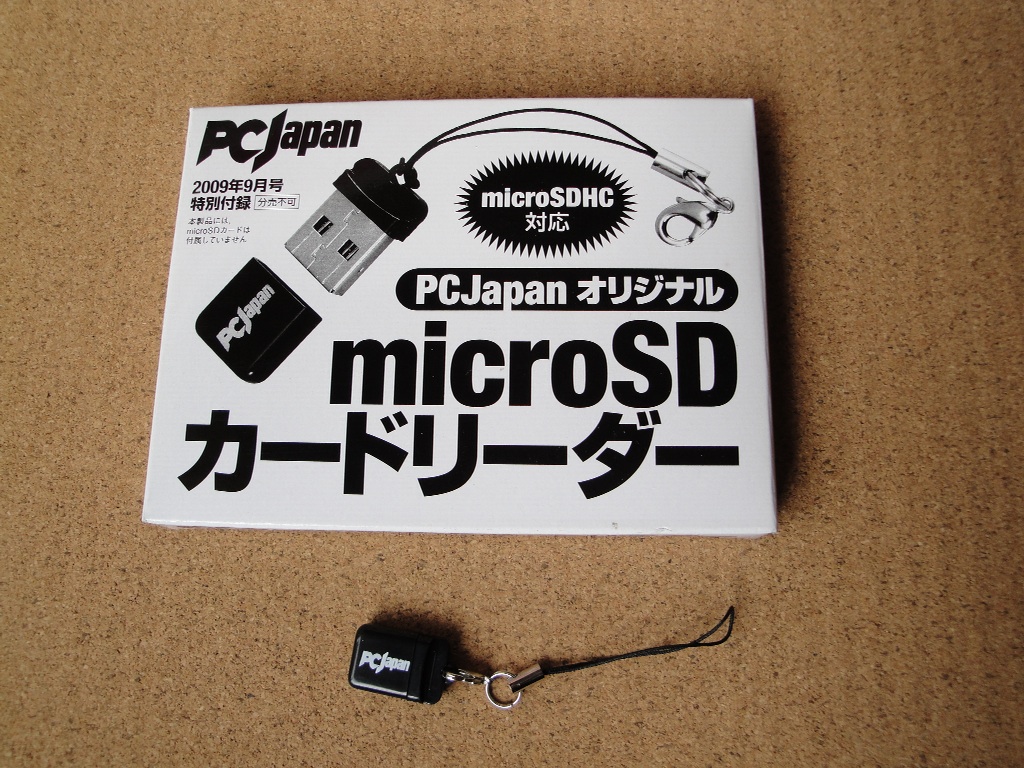 PCJapan
2009年9月号
特別付録 分売不可
本製品には、
microSDカードは
付属していません
microSDHC
対応
PCJapan
PCJapan オリジナル
microSD
カードリーダー
PCJapan